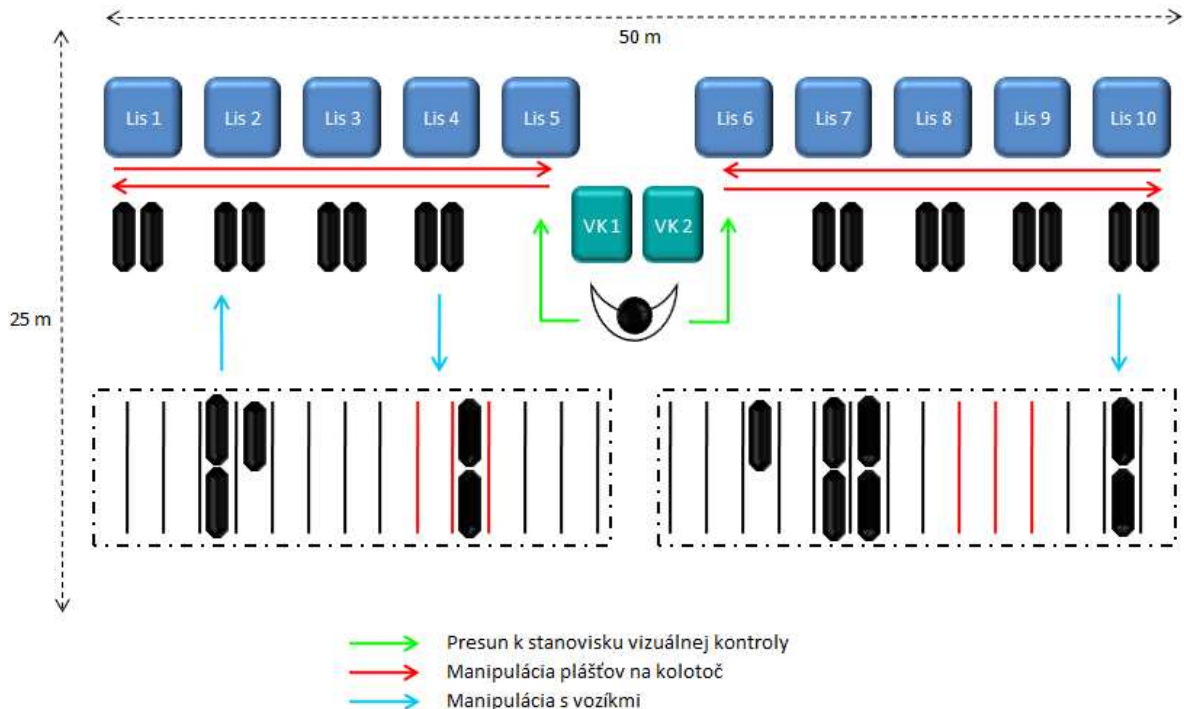 50 m
Lis 1 Lis 2 Lis 3 Lis 4 Lis 5 Lis 6 Lis 7 Lis 8 Lis 9 Lis 10
VK 1 VK 2
25 m
Presun k stanovisku vizuálnej kontroly
Manipulácia plášťov na kolotoč
Manipulácia s vozíkmi